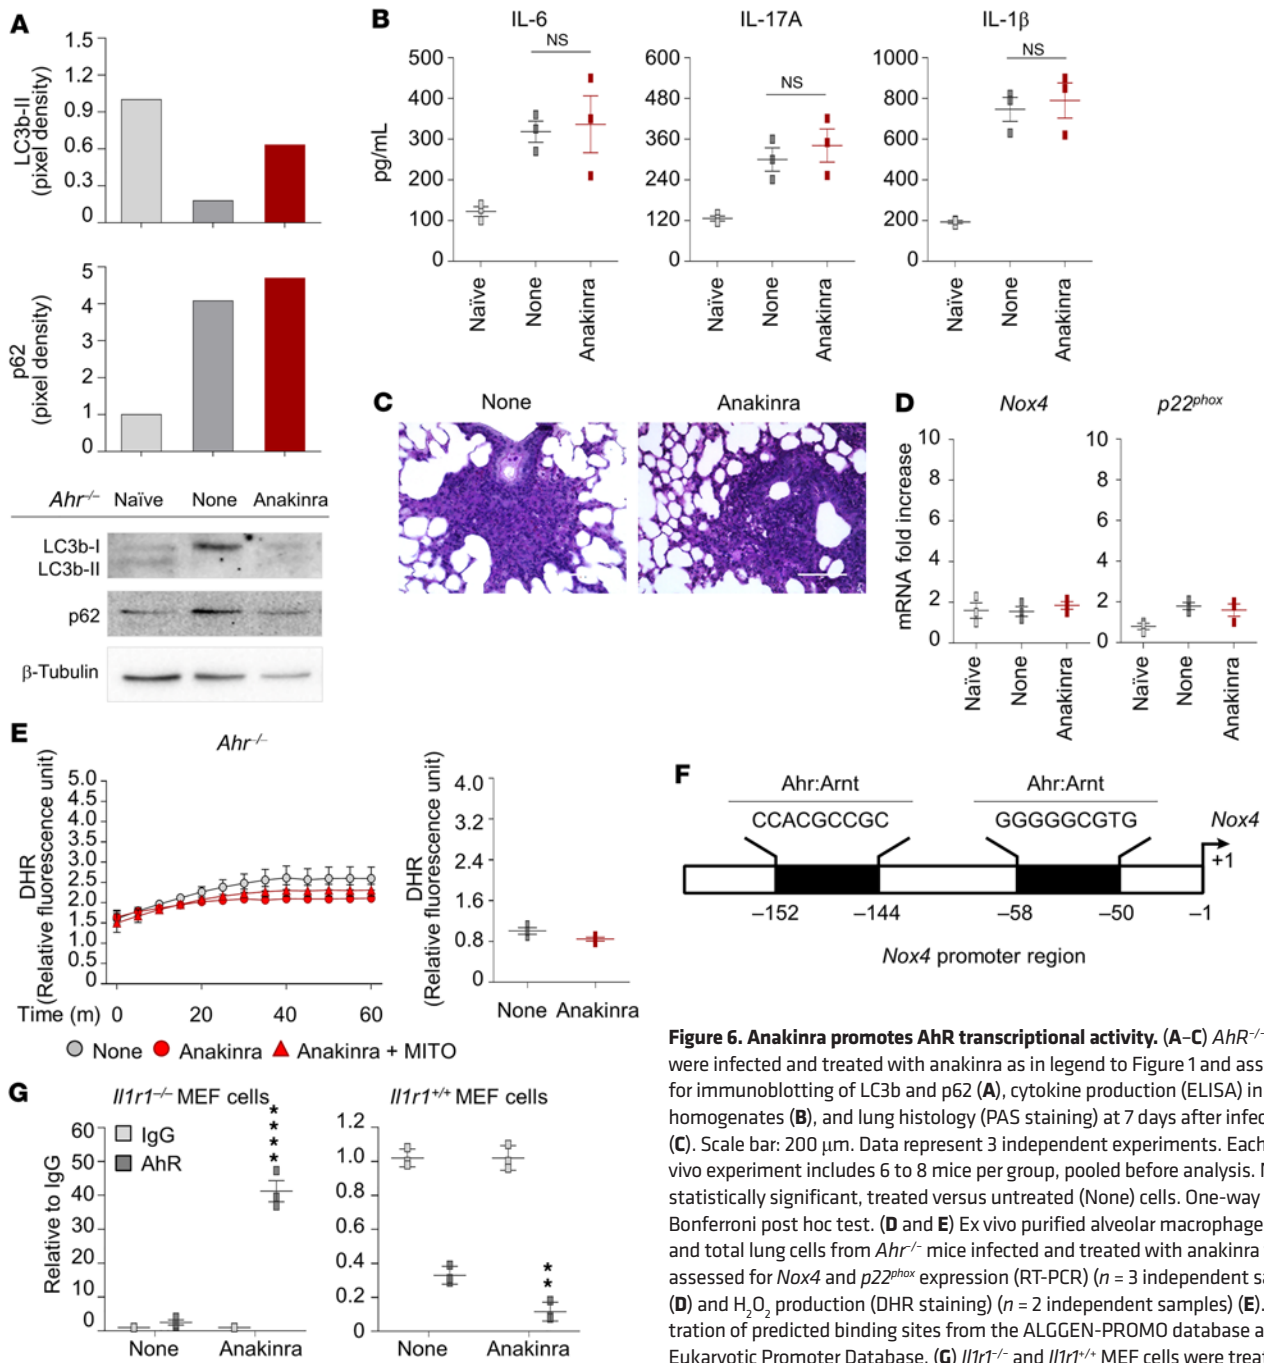 A
LC3b-II
(pixel density)
1.5
1.2
0.9
0.6
0.3
0
p62
(pixel density)
5
4
3
2
1
0
Ahr–/– Naïve None Anakinra
LC3b-I
LC3b-II
p62
β-Tubulin
B
IL-6
NS
pg/mL
500
400
300
200
100
0
Naïve None Anakinra
IL-17A
NS
600
480
360
240
120
0
Naïve None Anakinra
IL-1β
NS
1000
800
600
400
200
0
Naïve None Anakinra
C
None Anakinra
D
Nox4
mRNA fold increase
10
8
6
4
2
0
Naïve None Anakinra
p22phox
10
8
6
4
2
0
Naïve None Anakinra
E
Ahr–/–
DHR
(Relative fluorescence unit)
5.0
4.5
4.0
3.5
3.0
2.5
2.0
1.5
1.0
0.5
0
Time (m) 0 20 40 60
None Anakinra Anakinra + MITO
DHR
(Relative fluorescence unit)
4.0
3.2
2.4
1.6
0.8
0
None Anakinra
F
Ahr:Arnt Ahr:Arnt
CCACGCCGC GGGGGCGTG Nox4
+1
–152 –144 –58 –50 –1
Nox4 promoter region
G
Il1r1–/– MEF cells
IgG
AhR
Relative to IgG
60
50
40
30
20
10
0
****
None Anakinra
Il1r1+/+ MEF cells
1.2
1.0
0.8
0.6
0.4
0.2
0
**
None Anakinra
Figure 6. Anakinra promotes AhR transcriptional activity. (A–C) AhR–/–
were infected and treated with anakinra as in legend to Figure 1 and ass
for immunoblotting of LC3b and p62 (A), cytokine production (ELISA) in
homogenates (B), and lung histology (PAS staining) at 7 days after infec
(C). Scale bar: 200 μm. Data represent 3 independent experiments. Each
vivo experiment includes 6 to 8 mice per group, pooled before analysis. N
statistically significant, treated versus untreated (None) cells. One-way
Bonferroni post hoc test. (D and E) Ex vivo purified alveolar macrophage
and total lung cells from Ahr–/– mice infected and treated with anakinra
assessed for Nox4 and p22phox expression (RT-PCR) (n = 3 independent sa
(D) and H2O2 production (DHR staining) (n = 2 independent samples) (E).
tration of predicted binding sites from the ALGGEN-PROMO database a
Eukaryotic Promoter Database. (G) Il1r1–/– and Il1r1+/+ MEF cells were treat